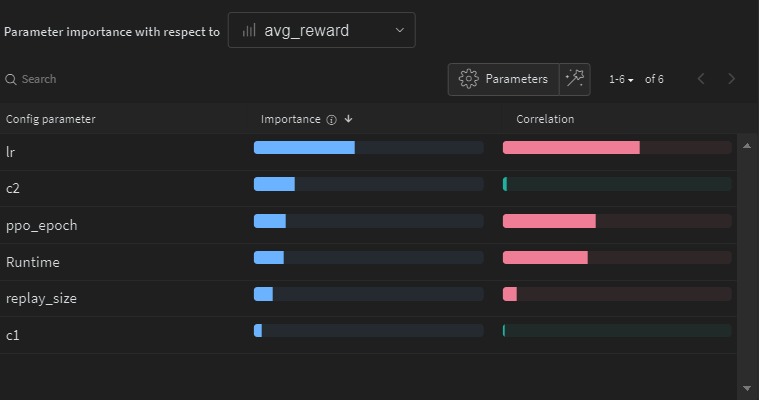 Parameter importance with respect to avg_reward
Search Parameters 1-6 of 6
Config parameter Importance Correlation
lr
c2
ppo_epoch
Runtime
replay_size
c1